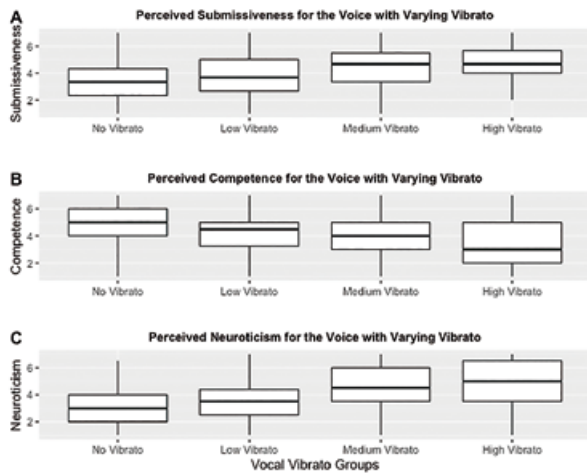 A
Perceived Submissiveness for the Voice with Varying Vibrato
Submissiveness
6
4
2
No Vibrato Low Vibrato Medium Vibrato High Vibrato
B
Perceived Competence for the Voice with Varying Vibrato
Competence
6
4
2
No Vibrato Low Vibrato Medium Vibrato High Vibrato
C
Perceived Neuroticism for the Voice with Varying Vibrato
Neuroticism
6
4
2
No Vibrato Low Vibrato Medium Vibrato High Vibrato
Vocal Vibrato Groups